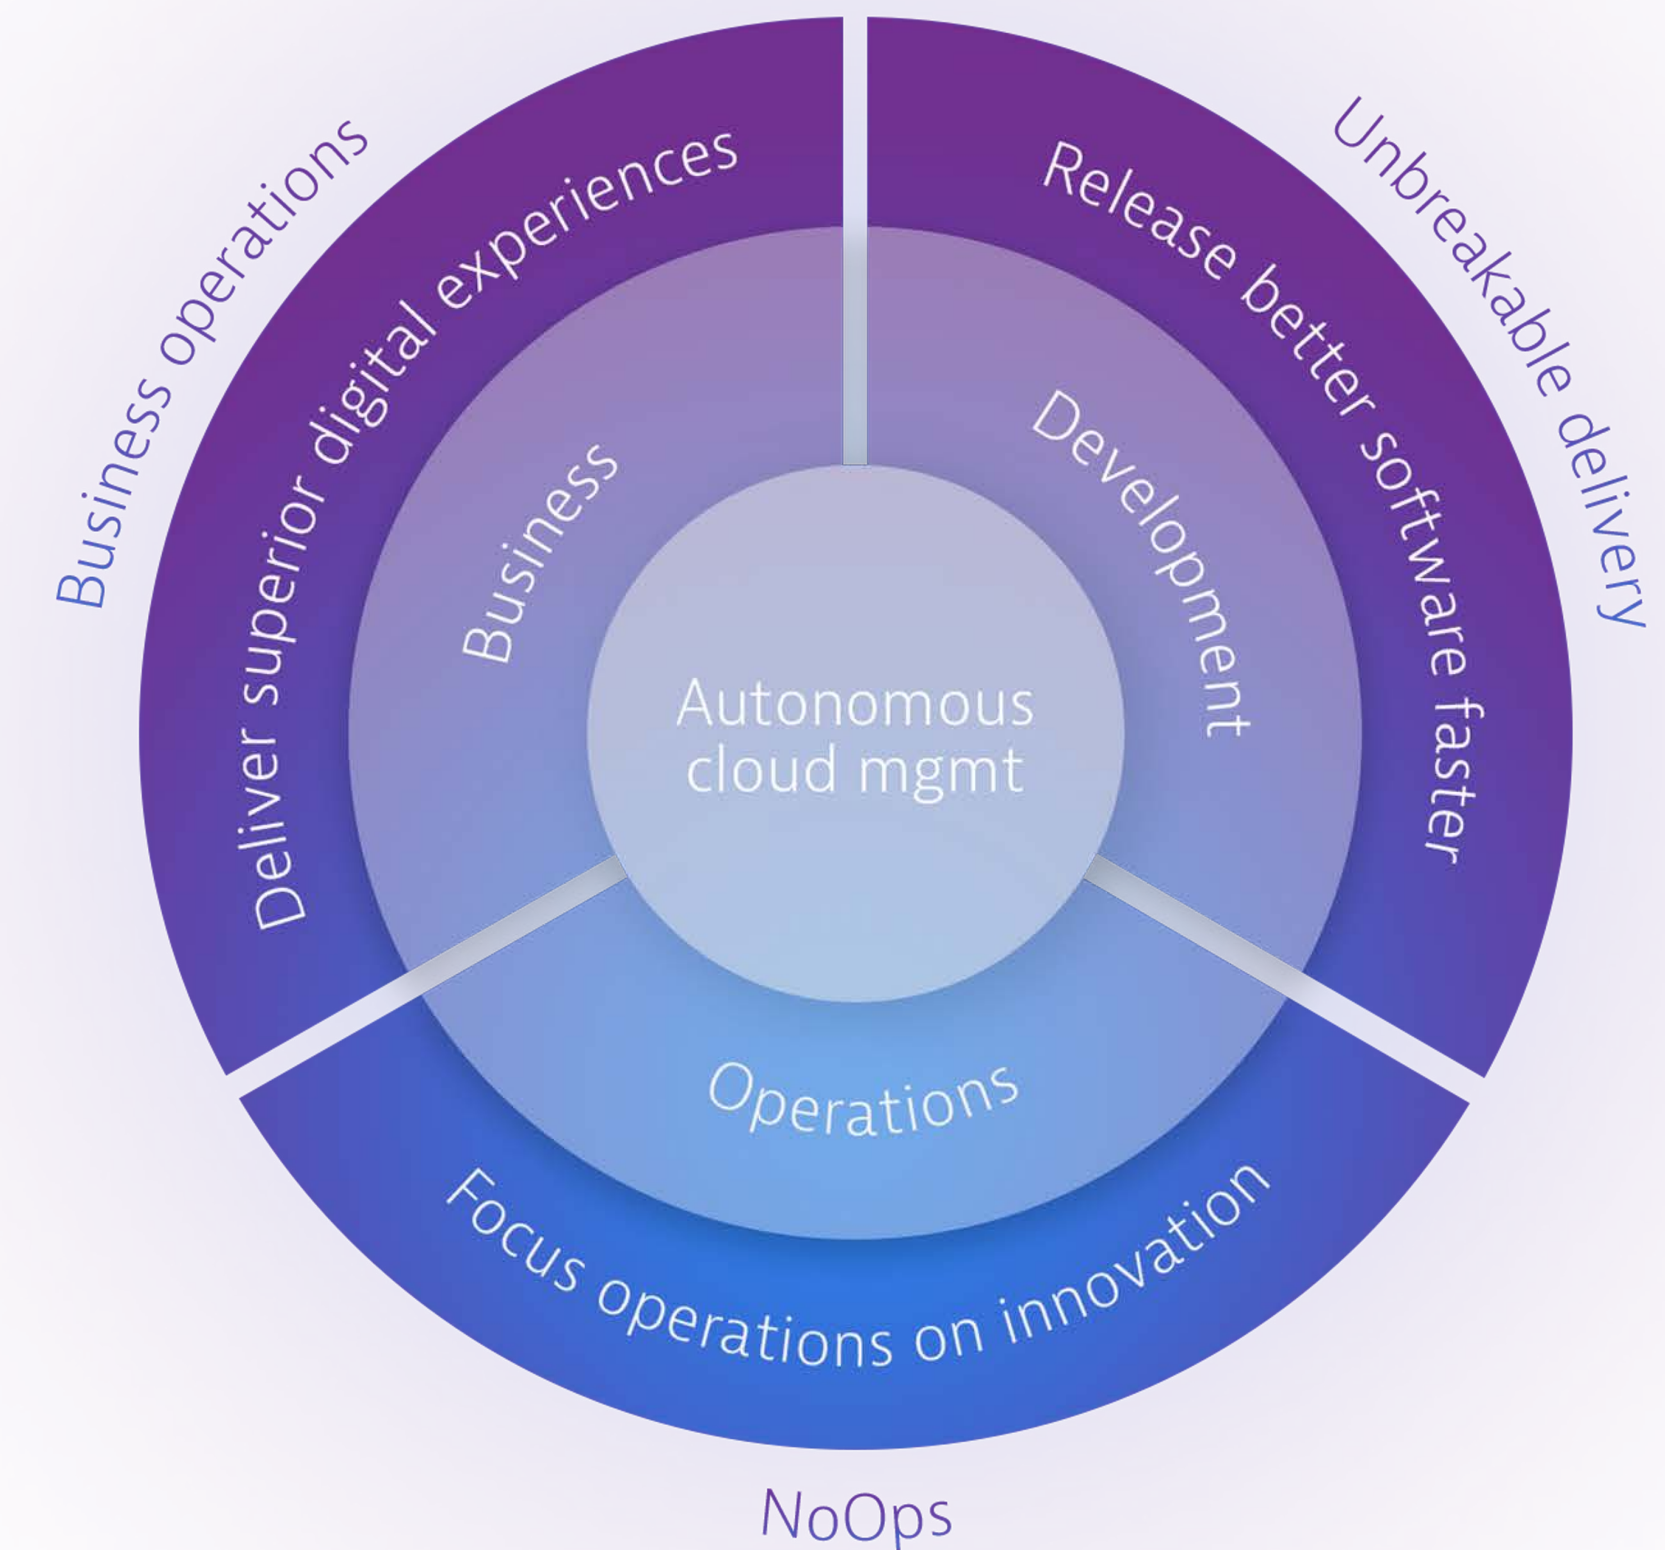 Business operations
Unbreakable delivery
Deliver superior digital experiences
Release better software faster
Business
Development
Autonomous
cloud mgmt
Operations
Focus operations on innovation
NoOps